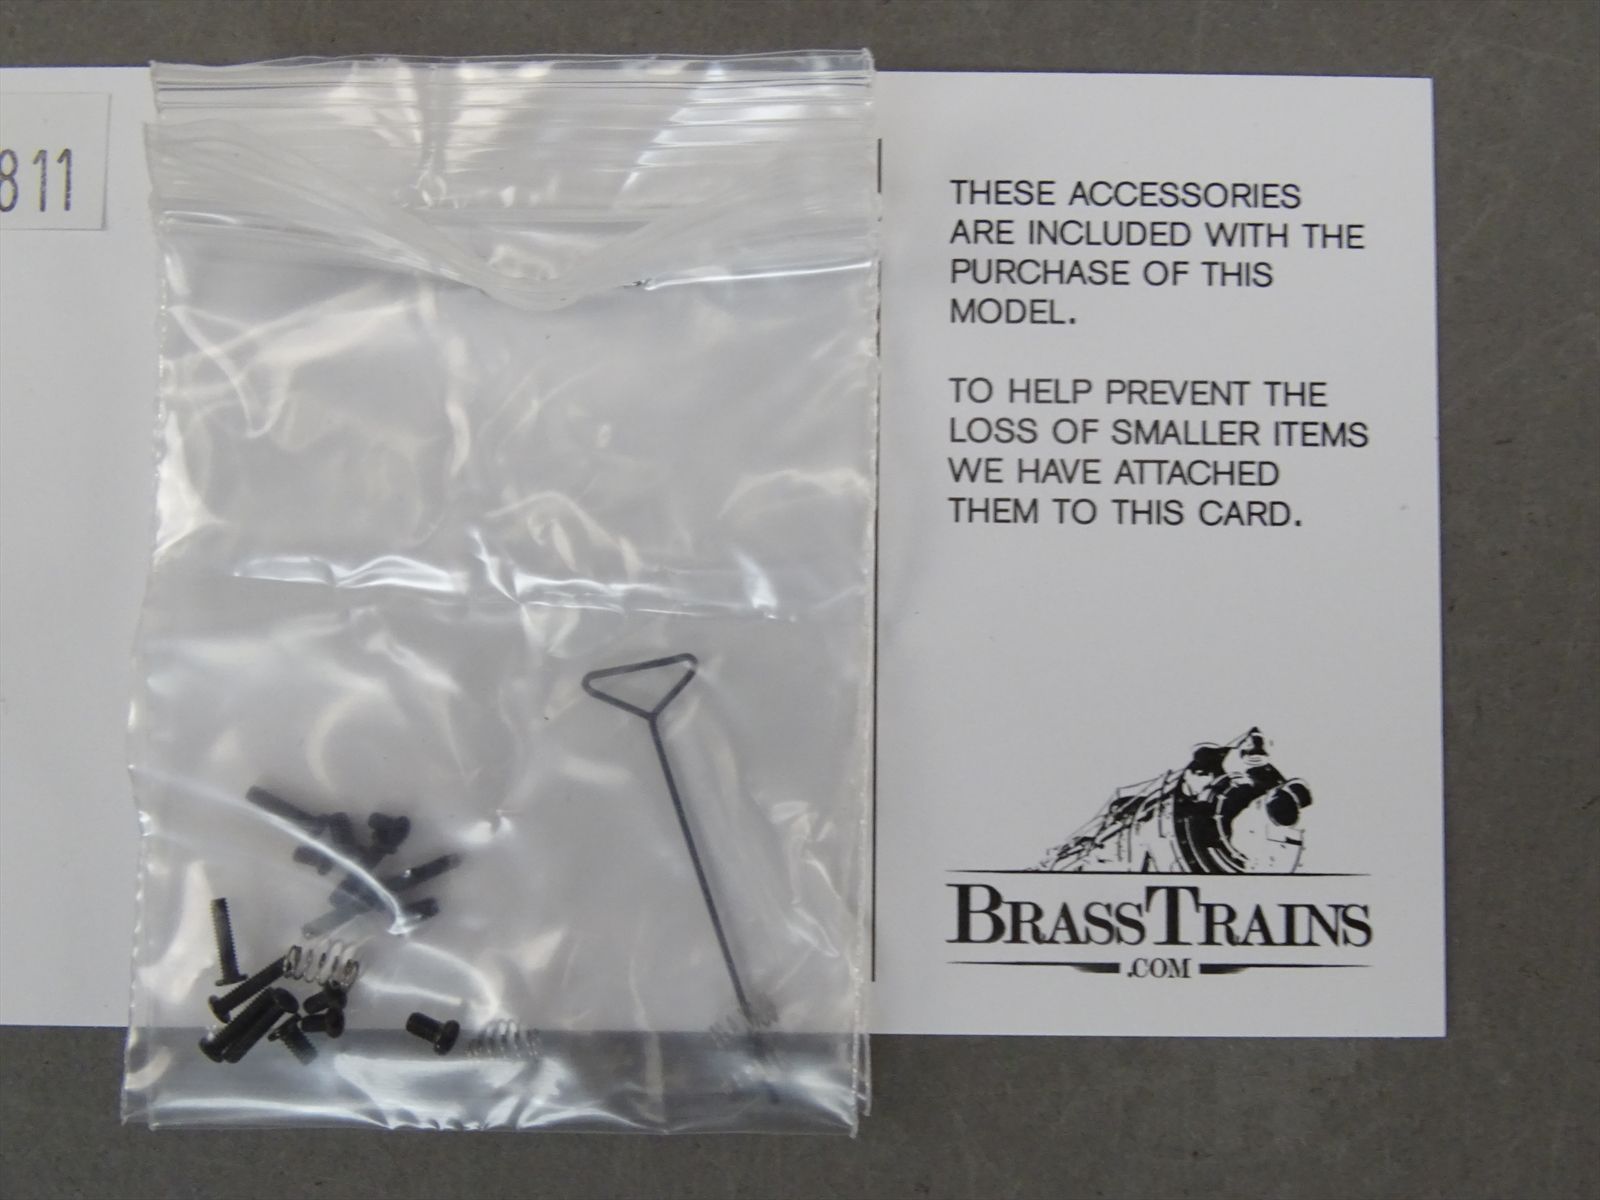 811
THESE ACCESSORIES
ARE INCLUDED WITH THE
PURCHASE OF THIS
MODEL.
TO HELP PREVENT THE
LOSS OF SMALLER ITEMS
WE HAVE ATTACHED
THEM TO THIS CARD.
BRASSTRAINS
.COM